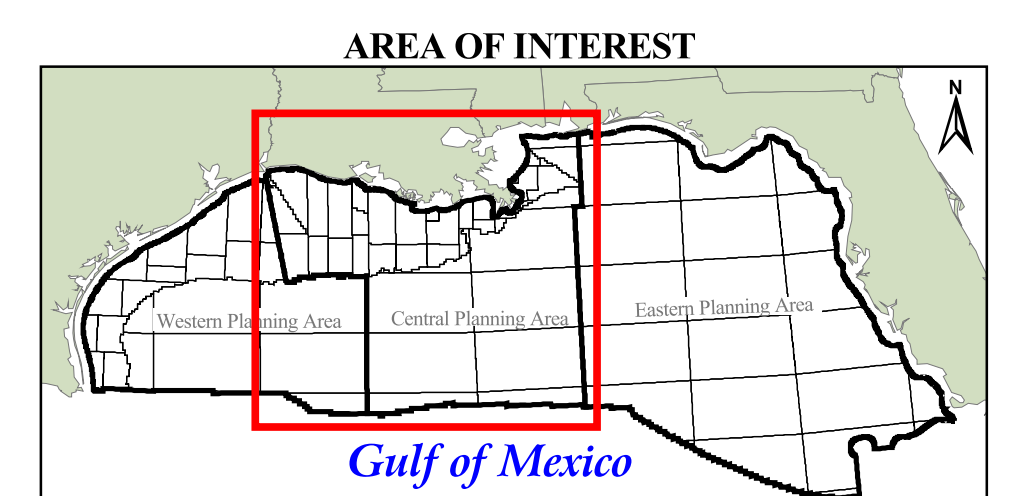 AREA OF INTEREST
N
Western Planning Area
Central Planning Area
Eastern Planning Area
Gulf of Mexico